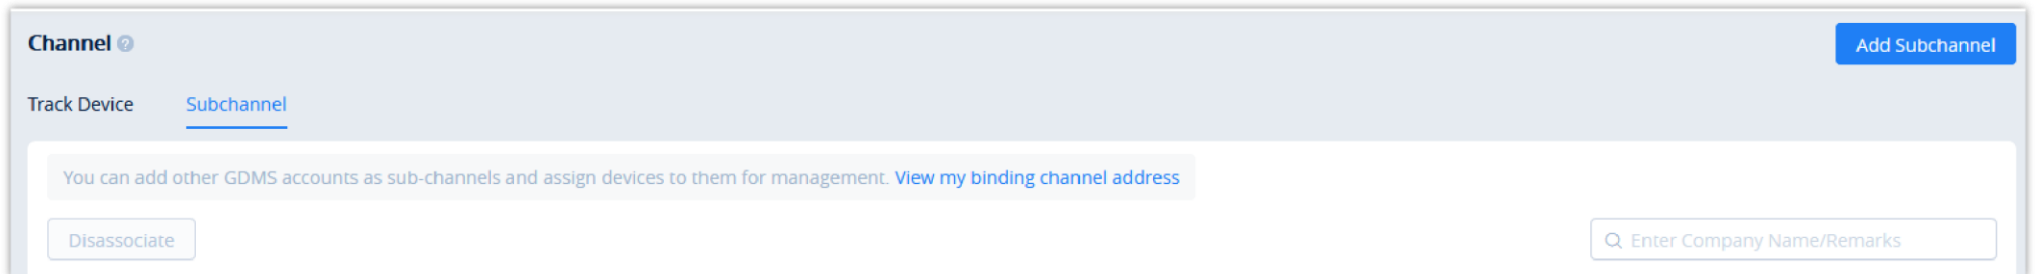 Channel ?
Add Subchannel
Track Device
Subchannel
You can add other GDMS accounts as sub-channels and assign devices to them for management. View my binding channel address
Disassociate
Enter Company Name/Remarks